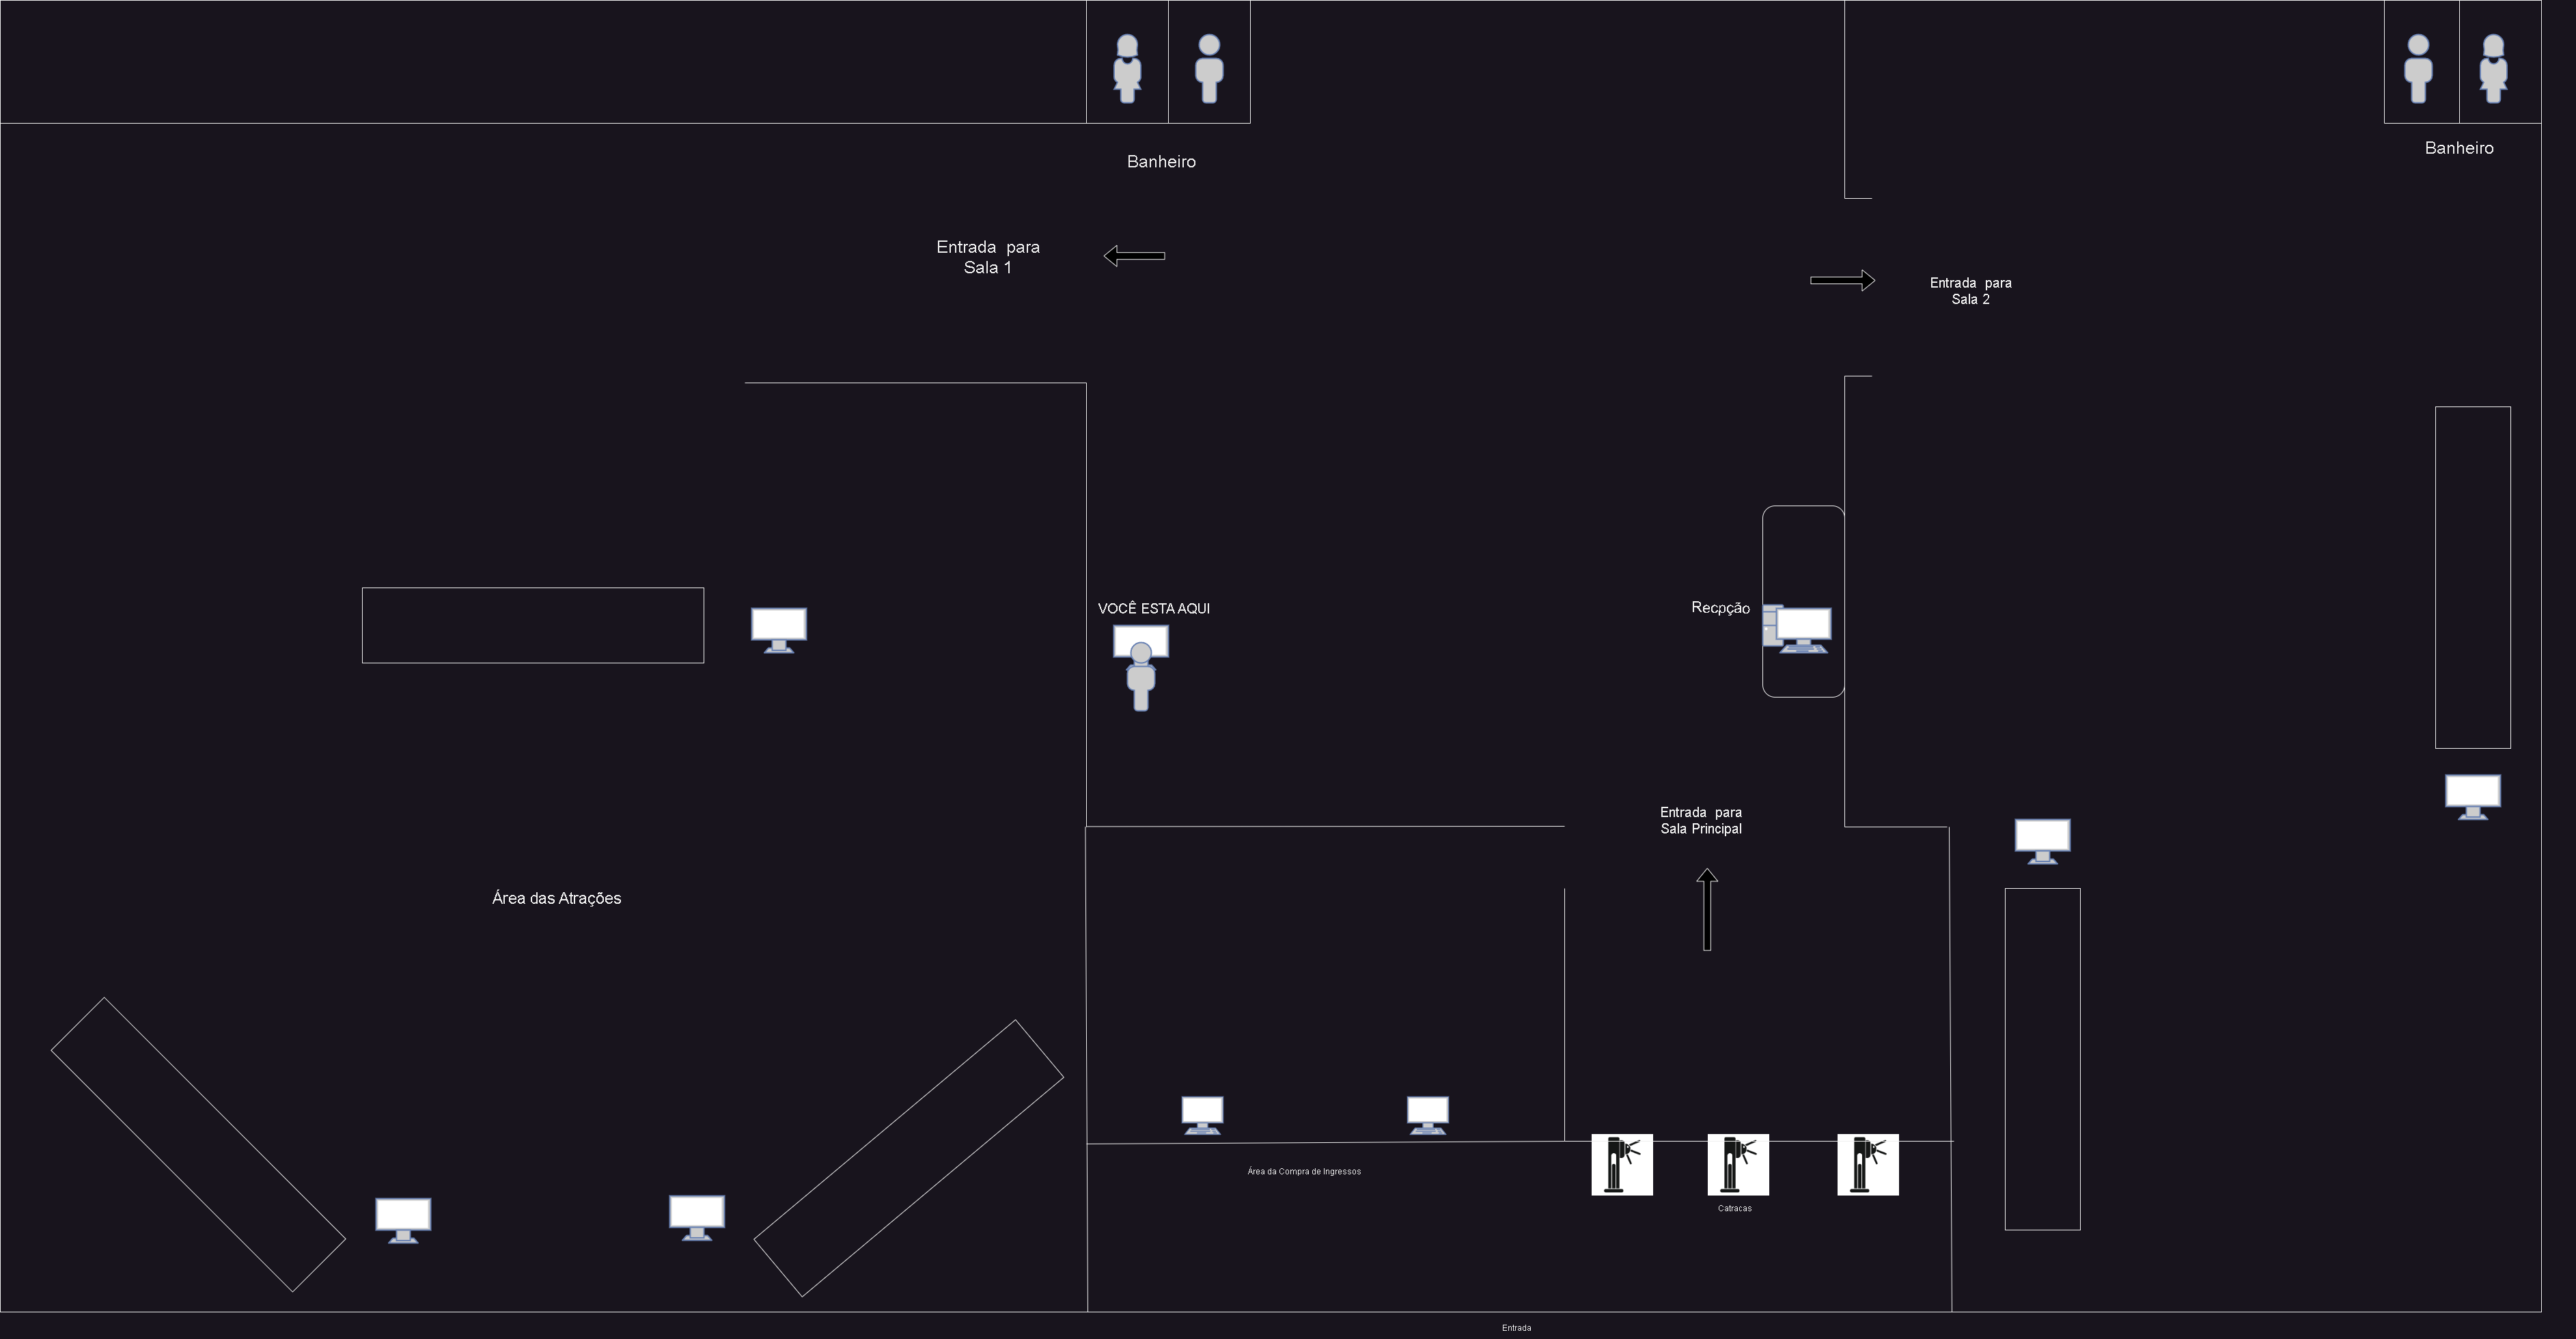 Banheiro
Banheiro
Entrada para
Sala 1
Entrada para
Sala 2
VOCÊ ESTA AQUI
Recpção
Entrada para
Sala Principal
Área das Atrações
Área da Compra de Ingressos
Catracas
Entrada